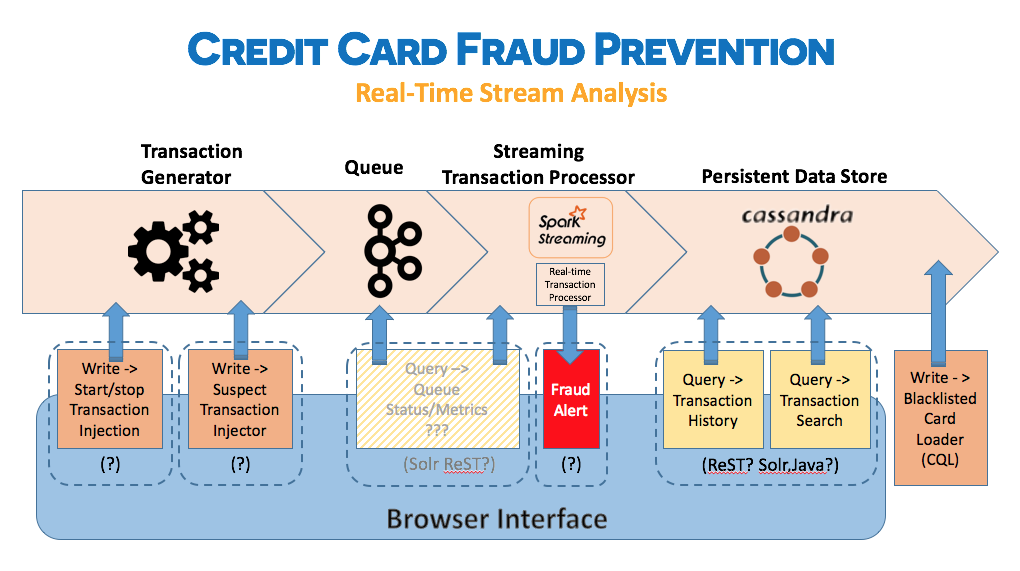 CREDIT CARD FRAUD PREVENTION
Real-Time Stream Analysis
Transaction
Generator
Queue
Streaming
Transaction Processor
Persistent Data Store
Spark
Streaming
cassandra
Real-time
Transaction
Processor
Write ->
Start/stop
Transaction
Injection
(?)
Write ->
Suspect
Transaction
Injector
(?)
Query –>
Queue
Status/Metrics
???
(Solr ReST?)
Fraud
Alert
(?)
Query ->
Transaction
History
Query ->
Transaction
Search
(ReST? Solr,Java?)
Write - >
Blacklisted
Card
Loader
(CQL)
Browser Interface